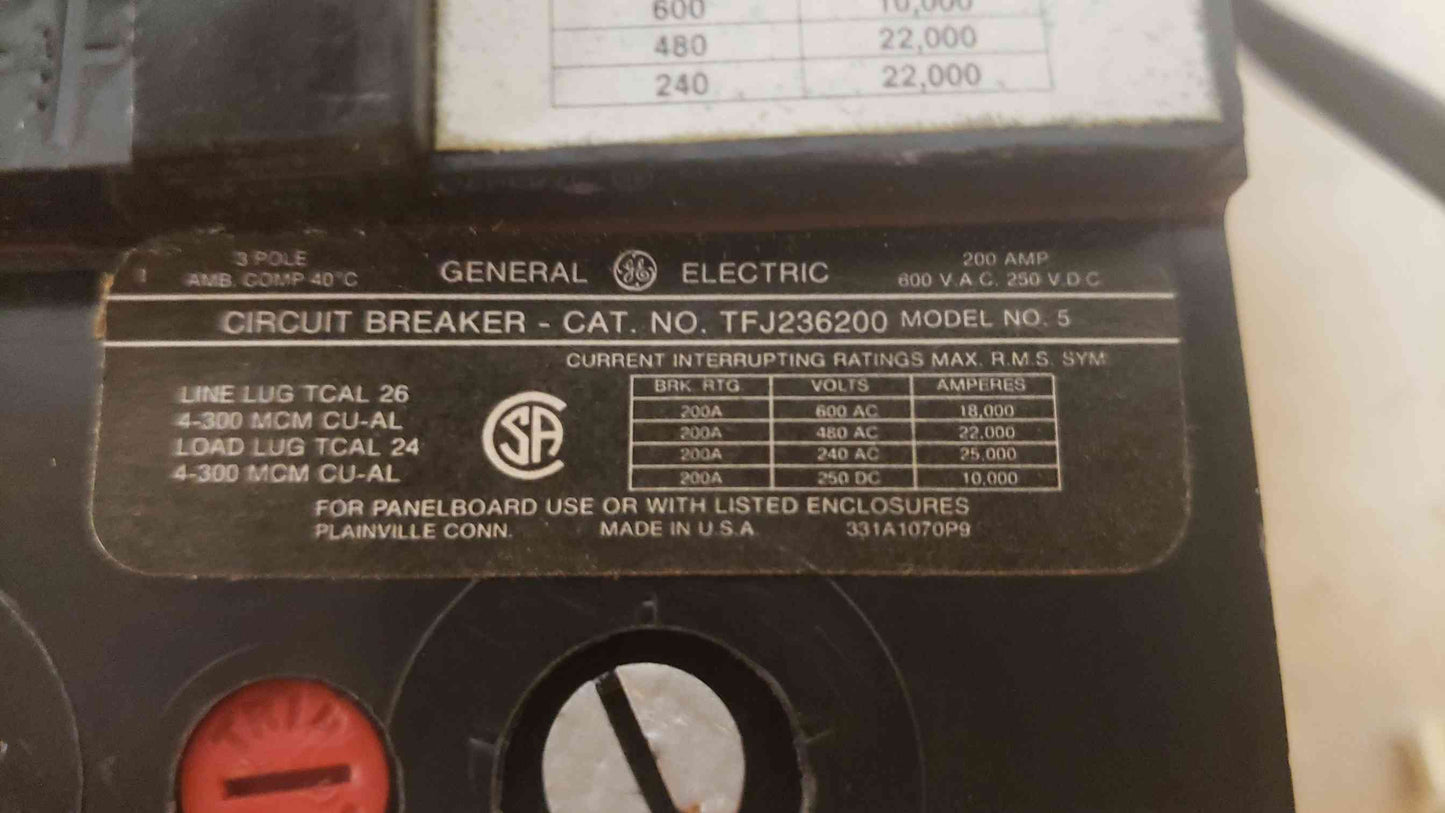 600 10,000
480 22,000
240 22,000
3 POLE
AMB. COMP 40°C
GENERAL GE ELECTRIC
200 AMP
600 V.A.C. 250 V.D.C
CIRCUIT BREAKER - CAT. NO. TFJ236200 MODEL NO. 5
CURRENT INTERRUPTING RATINGS MAX. R.M.S. SYM
LINE LUG TCAL 26
4-300 MCM CU-AL
LOAD LUG TCAL 24
4-300 MCM CU-AL
CSA
BRK. RTG VOLTS AMPERES
200A 600 AC 18,000
200A 480 AC 22,000
200A 240 AC 25,000
200A 250 DC 10,000
FOR PANELBOARD USE OR WITH LISTED ENCLOSURES
PLAINVILLE CONN. MADE IN U.S.A. 331A1070P9